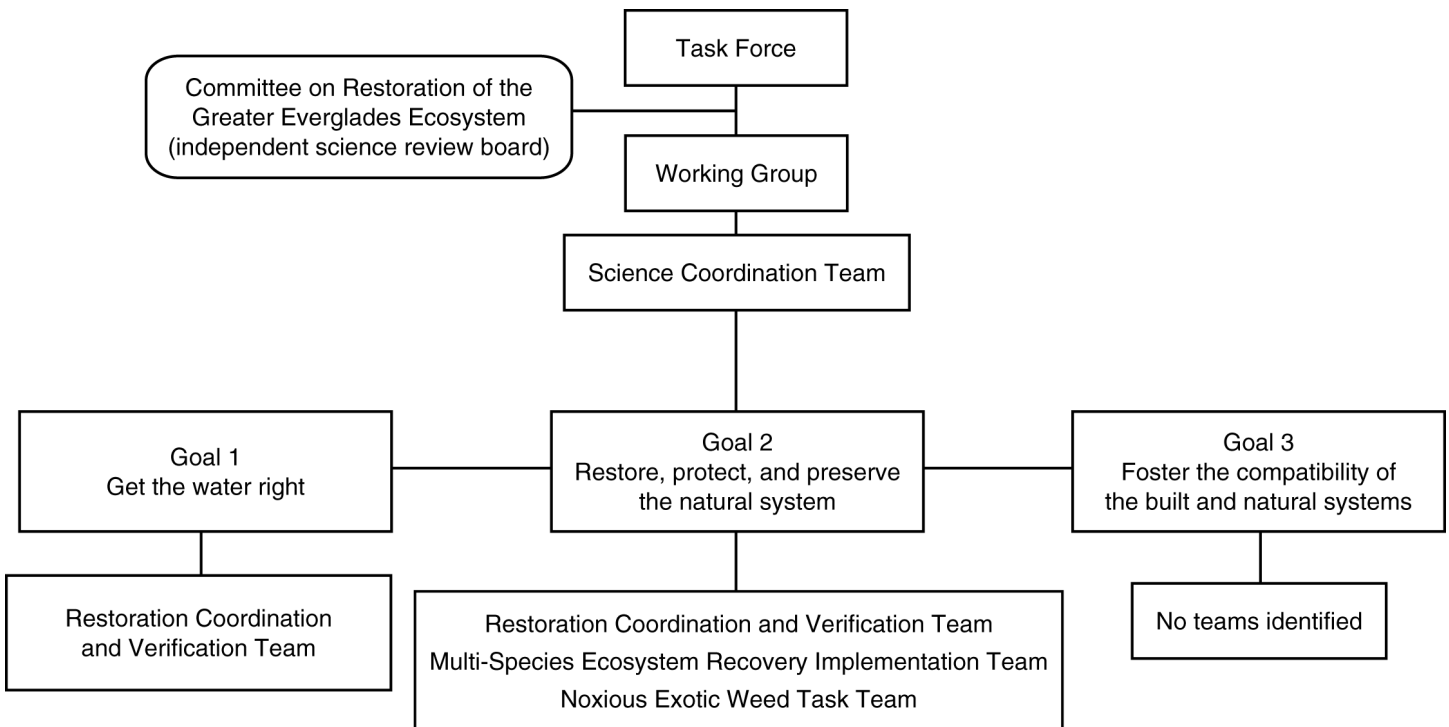 Task Force
Committee on Restoration of the
Greater Everglades Ecosystem
(independent science review board)
Working Group
Science Coordination Team
Goal 1
Get the water right
Goal 2
Restore, protect, and preserve
the natural system
Goal 3
Foster the compatibility of
the built and natural systems
Restoration Coordination
and Verification Team
Restoration Coordination and Verification Team
Multi-Species Ecosystem Recovery Implementation Team
Noxious Exotic Weed Task Team
No teams identified